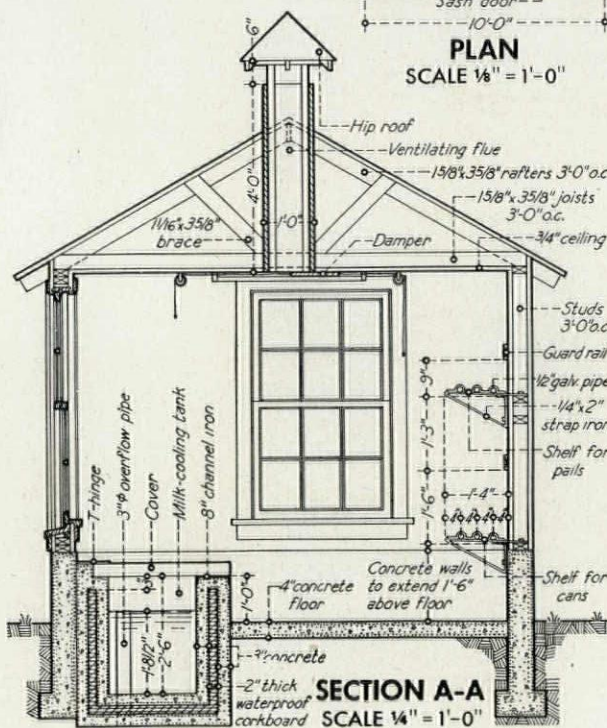 Sash door
10'-0"
PLAN
SCALE ⅛" = 1'-0"
6"
Hip roof
Ventilating flue
4'-0"
1 5/8" x 3 5/8" rafters 3'-0" o.c.
1 5/8" x 3 5/8" joists
3'-0" o.c.
1 1/16" x 3 5/8"
brace
1'-0"
Damper
3/4" ceiling
Studs
3'-0" o.c.
Guard rail
9"
1/2" galv. pipe
1/4" x 2"
strap iron
1'-3"
Shelf for
pails
1'-6"
1'-4"
4" 4" 4" 4"
T-hinge
3" ϕ overflow pipe
Cover
Milk-cooling tank
8" channel iron
Concrete walls
to extend 1'-6"
above floor
Shelf for
cans
1'-0"
4" concrete
floor
1'-8 1/2"
2'-6"
3" concrete
2" thick
waterproof
corkboard
SECTION A-A
SCALE ¼" = 1'-0"